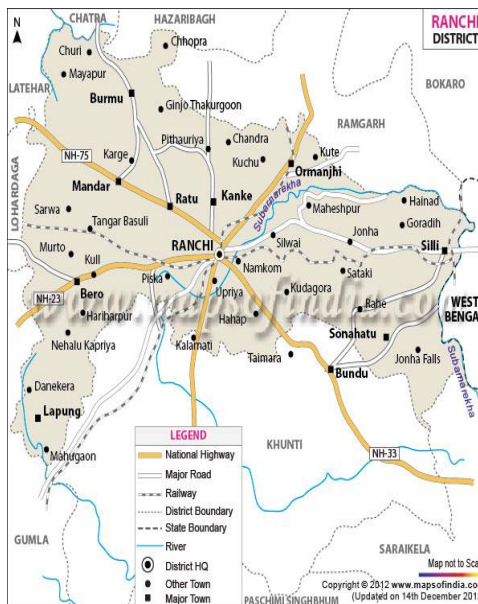 N
CHATRA
HAZARIBAGH
RANCHI
DISTRICT
Churi
Chhopra
Mayapur
LATEHAR
BOKARO
Burmu
Ginjo Thakurgoon
RAMGARH
Pithauriya
Chandra
Kute
Karge
Kuchu
NH-75
Ormanjhi
LOHARDAGA
Mandar
Ratu
Kanke
Subarnarekha
Hainad
Sarwa
Maheshpur
Tangar Basuli
Goradih
RANCHI
Silwai
Jonha
Silli
Murto
Kull
Namkom
Piska
Sataki
Bero
Upriya
Kudagora
WEST
BENGAL
NH-23
www.mapsofindia.com
Rahe
Hariharpur
Hahap
Sonahatu
Nehalu Kapriya
Kalamati
Taimara
Jonha Falls
Subarnarekha
Bundu
Danekera
Lapung
LEGEND
KHUNTI
NH-33
National Highway
Mahugaon
Major Road
Railway
District Boundary
State Boundary
River
GUMLA
SARAIKELA
District HQ
Map not to Sca
Other Town
Copyright © 2012 www.mapsofindia.c
Major Town
(Updated on 14th December 201
PASCHIMI SINGHBHUM